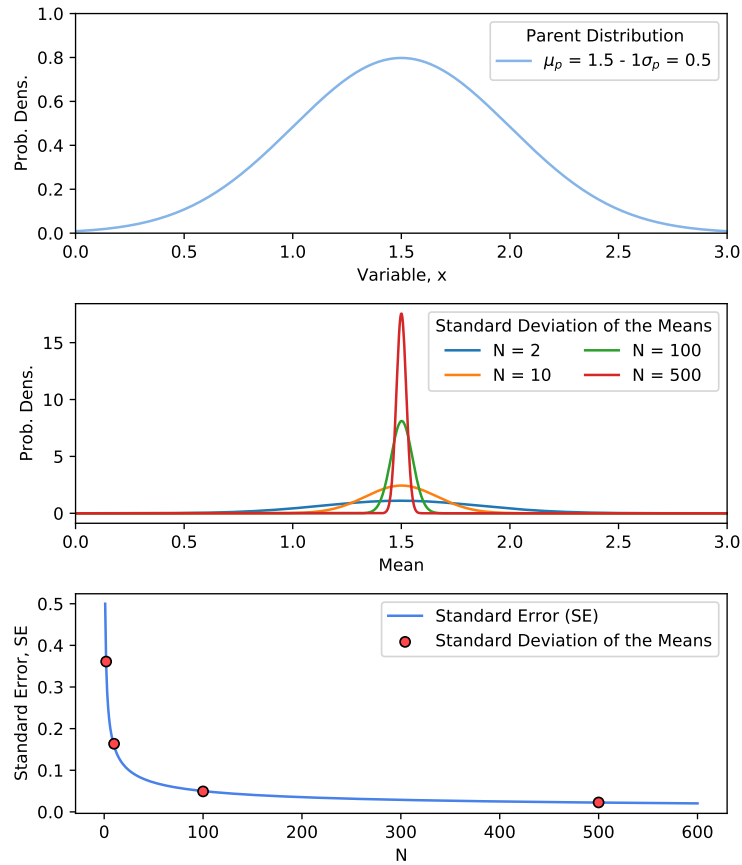 1.0
0.8
0.6
0.4
0.2
0.0
Prob. Dens.
Parent Distribution
μp = 1.5 - 1σp = 0.5
0.0 0.5 1.0 1.5 2.0 2.5 3.0
Variable, x
15
10
5
0
Prob. Dens.
Standard Deviation of the Means
N = 2 N = 100
N = 10 N = 500
0.0 0.5 1.0 1.5 2.0 2.5 3.0
Mean
0.5
0.4
0.3
0.2
0.1
0.0
Standard Error, SE
Standard Error (SE)
Standard Deviation of the Means
0 100 200 300 400 500 600
N